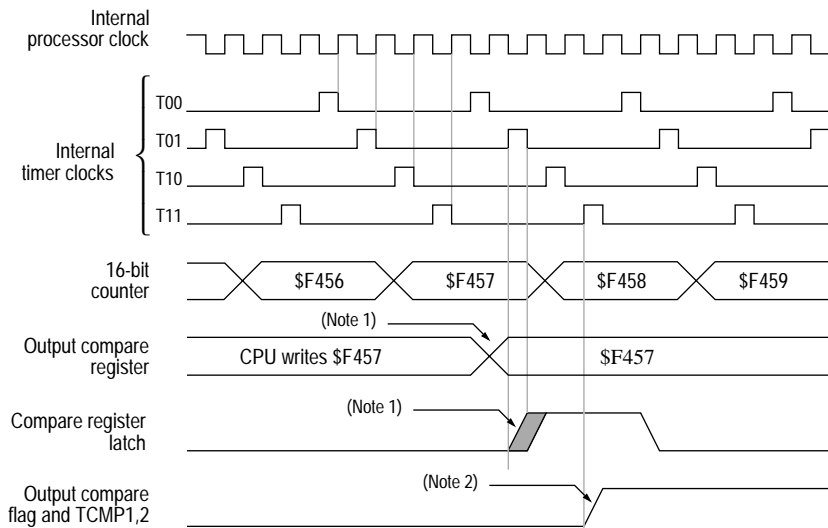 Internal
processor clock
T00
T01
Internal
timer clocks
T10
T11
16-bit
counter
$F456
$F457
$F458
$F459
(Note 1)
Output compare
register
CPU writes $F457
$F457
(Note 1)
Compare register
latch
(Note 2)
Output compare
flag and TCMP1,2